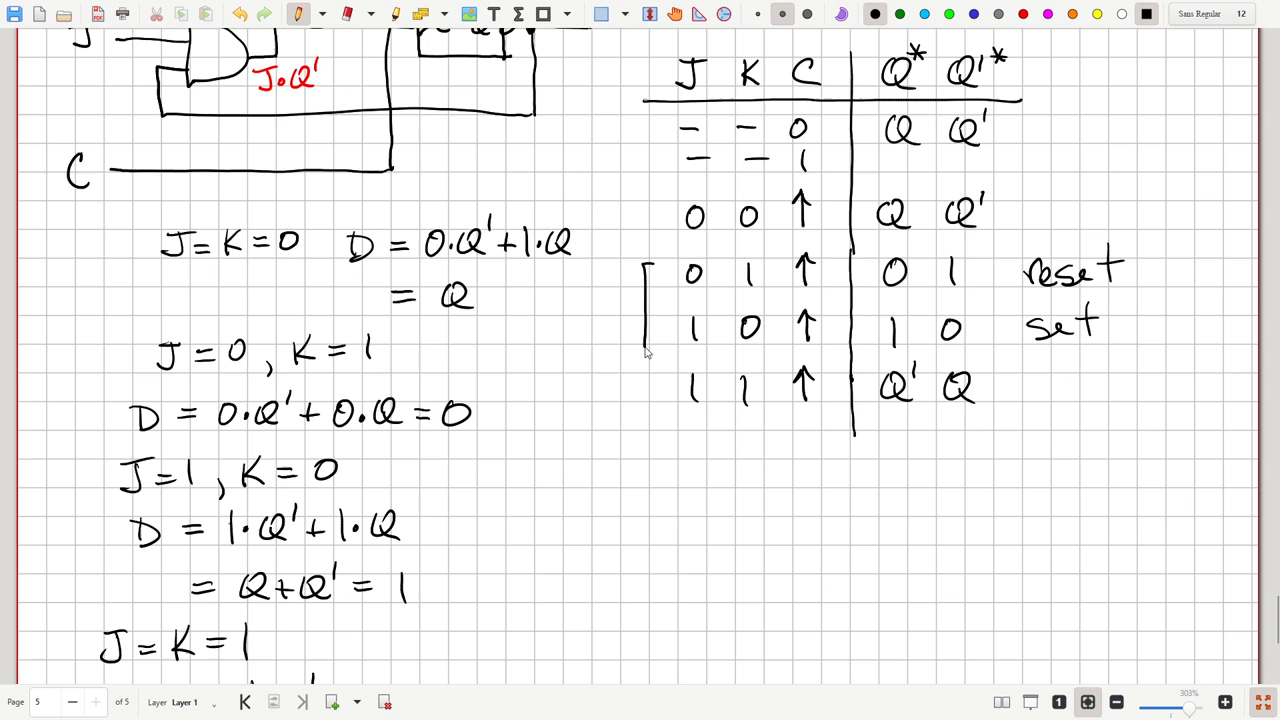 Sans Regular 12
J
J·Q'
C
J = K = 0 D = 0·Q' + 1·Q
= Q
J = 0 , K = 1
D = 0·Q' + 0·Q = 0
J = 1 , K = 0
D = 1·Q' + 1·Q
= Q + Q' = 1
J = K = 1
J K C Q* Q'*
– – 0 Q Q'
– – 1
0 0 ↑ Q Q'
0 1 ↑ 0 1 reset
1 0 ↑ 1 0 set
1 1 ↑ Q' Q
Page 5 of 5 Layer Layer 1 303%